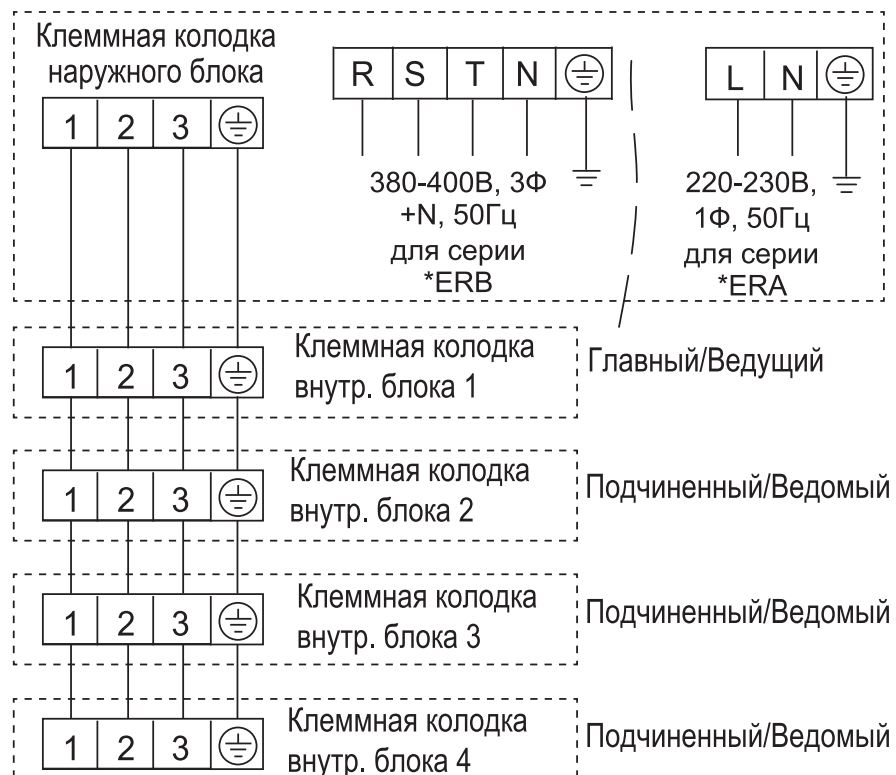 Клеммная колодка
наружного блока
1 2 3
R S T N
380-400В, 3Ф
+N, 50Гц
для серии
*ERB
L N
220-230В,
1Ф, 50Гц
для серии
*ERA
1 2 3
Клеммная колодка
внутр. блока 1
Главный/Ведущий
1 2 3
Клеммная колодка
внутр. блока 2
Подчиненный/Ведомый
1 2 3
Клеммная колодка
внутр. блока 3
Подчиненный/Ведомый
1 2 3
Клеммная колодка
внутр. блока 4
Подчиненный/Ведомый